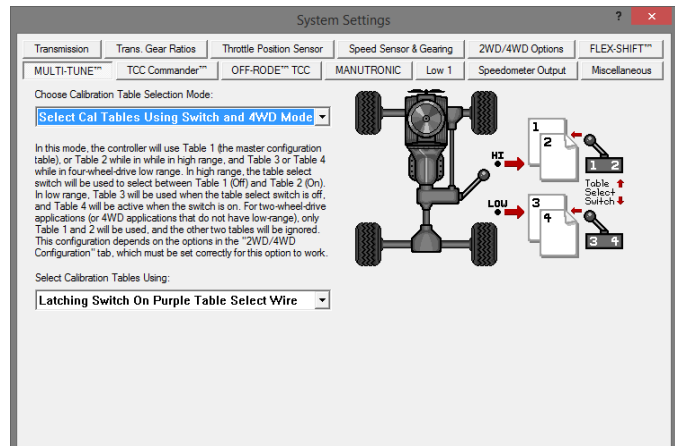 System Settings
? ×
Transmission
Trans. Gear Ratios
Throttle Position Sensor
Speed Sensor & Gearing
2WD/4WD Options
FLEX-SHIFT™
MULTI-TUNE™
TCC Commander™
OFF-RODE™ TCC
MANUTRONIC
Low 1
Speedometer Output
Miscellaneous
Choose Calibration Table Selection Mode:
Select Cal Tables Using Switch and 4WD Mode
In this mode, the controller will use Table 1 (the master configuration
table), or Table 2 while in while in high range, and Table 3 or Table 4
while in four-wheel-drive low range. In high range, the table select
switch will be used to select between Table 1 (Off) and Table 2 (On).
In low range, Table 3 will be used when the table select switch is off,
and Table 4 will be active when the switch is on. For two-wheel-drive
applications (or 4WD applications that do not have low-range), only
Table 1 and 2 will be used, and the other two tables will be ignored.
This configuration depends on the options in the "2WD/4WD
Configuration" tab, which must be set correctly for this option to work.
Select Calibration Tables Using:
Latching Switch On Purple Table Select Wire
HI
1
2
1 2
Table
Select
Switch
LOW
3
4
3 4